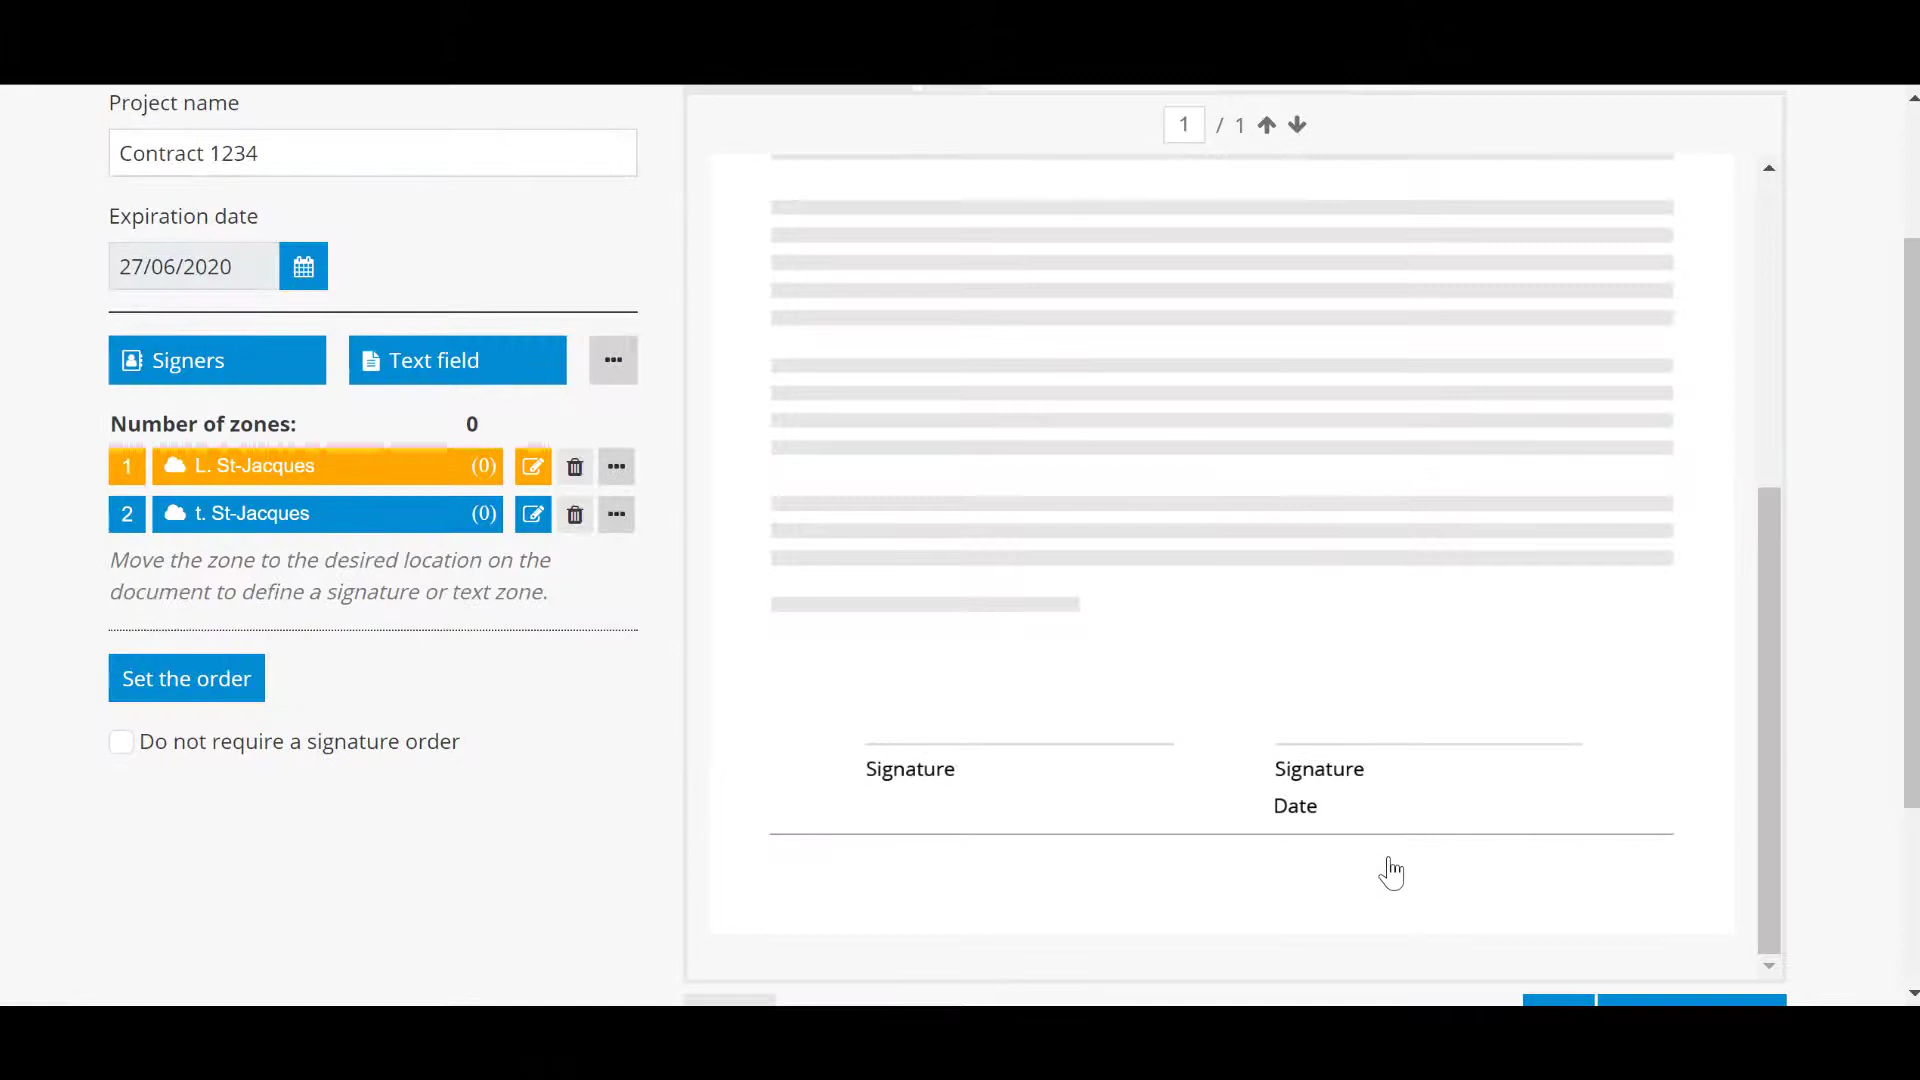 Project name
Contract 1234
Expiration date
27/06/2020
Signers
Text field
Number of zones: 0
1 L. St-Jacques (0)
2 t. St-Jacques (0)
Move the zone to the desired location on the
document to define a signature or text zone.
Set the order
Do not require a signature order
1 / 1
Signature
Signature
Date